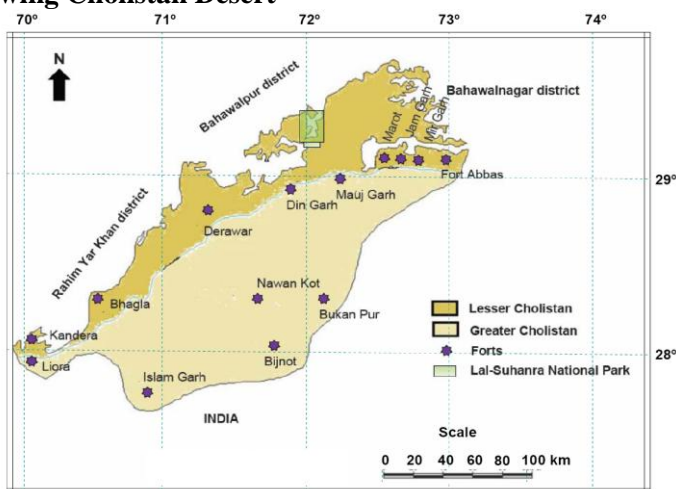 wing Cholistan Desert
70° 71° 72° 73° 74°
N
Bahawalpur district
Bahawalnagar district
Marot
Jam Garh
Mir Garh
Fort Abbas
29°
Mauj Garh
Din Garh
Derawar
Rahim Yar Khan district
Nawan Kot
Bhagla
Bukan Pur
Lesser Cholistan
Greater Cholistan
Forts
Lal-Suhanra National Park
Kandera
28°
Bijnot
Liora
Islam Garh
INDIA
Scale
0 20 40 60 80 100 km